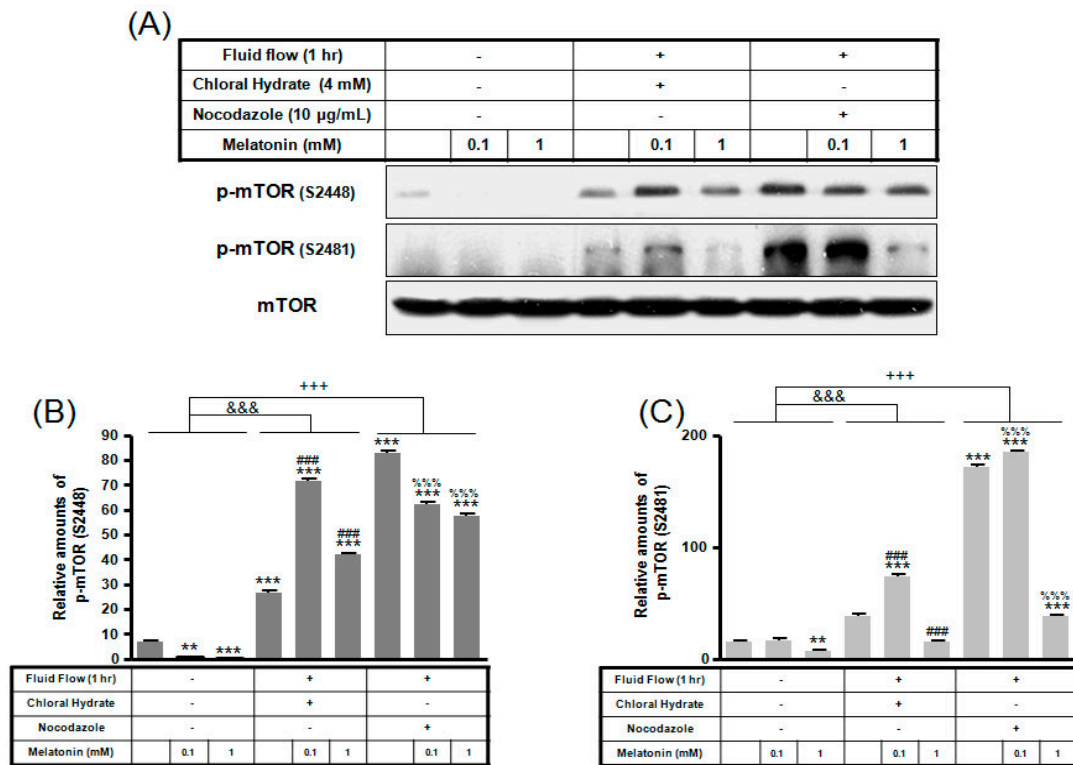 (A)
Fluid flow (1 hr) - + +
Chloral Hydrate (4 mM) - + -
Nocodazole (10 µg/mL) - - +
Melatonin (mM) 0.1 1 0.1 1 0.1 1
p-mTOR (S2448)
p-mTOR (S2481)
mTOR
(B)
+++
&&&
Relative amounts of
p-mTOR (S2448)
90
80
70
60
50
40
30
20
10
0
** *** *** ### *** ### *** *** %%% *** %%% ***
Fluid Flow (1 hr) - + +
Chloral Hydrate - + -
Nocodazole - - +
Melatonin (mM) 0.1 1 0.1 1 0.1 1
(C)
+++
&&&
Relative amounts of
p-mTOR (S2481)
200
100
0
** ### *** ### *** %%% *** %%% ***
Fluid Flow (1 hr) - + +
Chloral Hydrate - + -
Nocodazole - - +
Melatonin (mM) 0.1 1 0.1 1 0.1 1